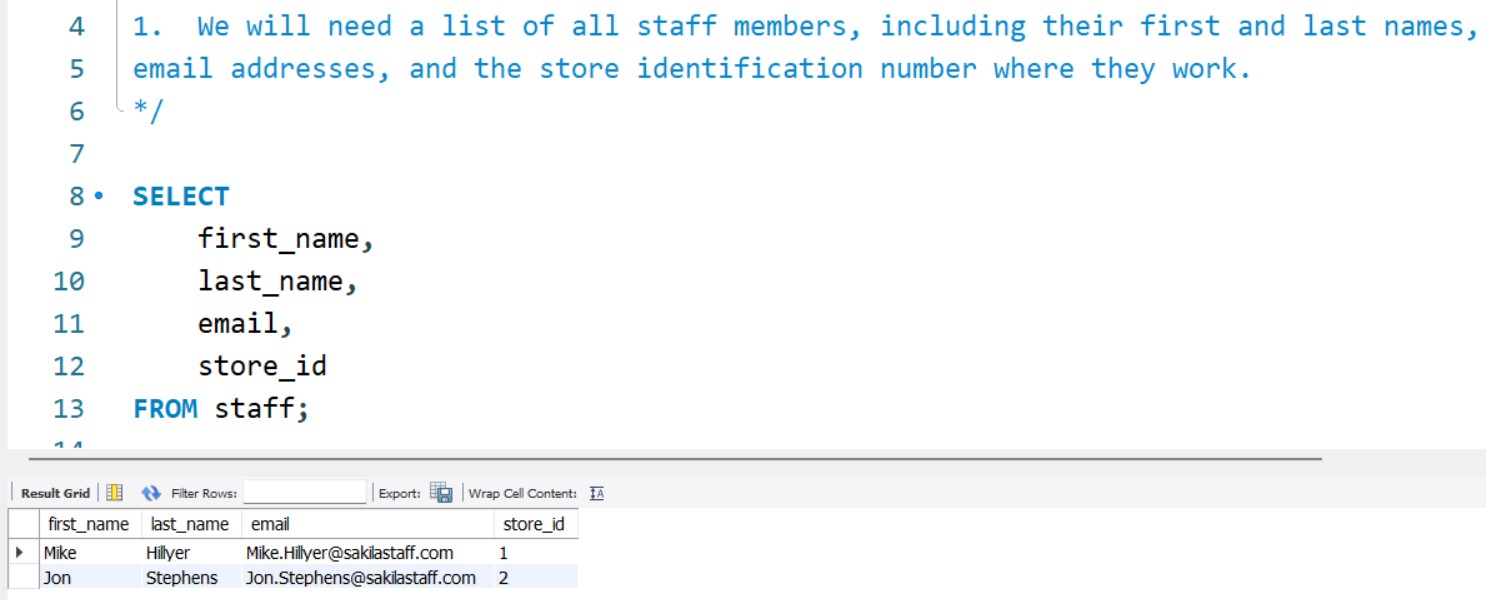 4 1.  We will need a list of all staff members, including their first and last names,
5 email addresses, and the store identification number where they work.
6 */
7
8 SELECT
9 first_name,
10 last_name,
11 email,
12 store_id
13 FROM staff;
Result Grid Filter Rows: Export: Wrap Cell Content:
first_name last_name email store_id
Mike Hillyer Mike.Hillyer@sakilastaff.com 1
Jon Stephens Jon.Stephens@sakilastaff.com 2